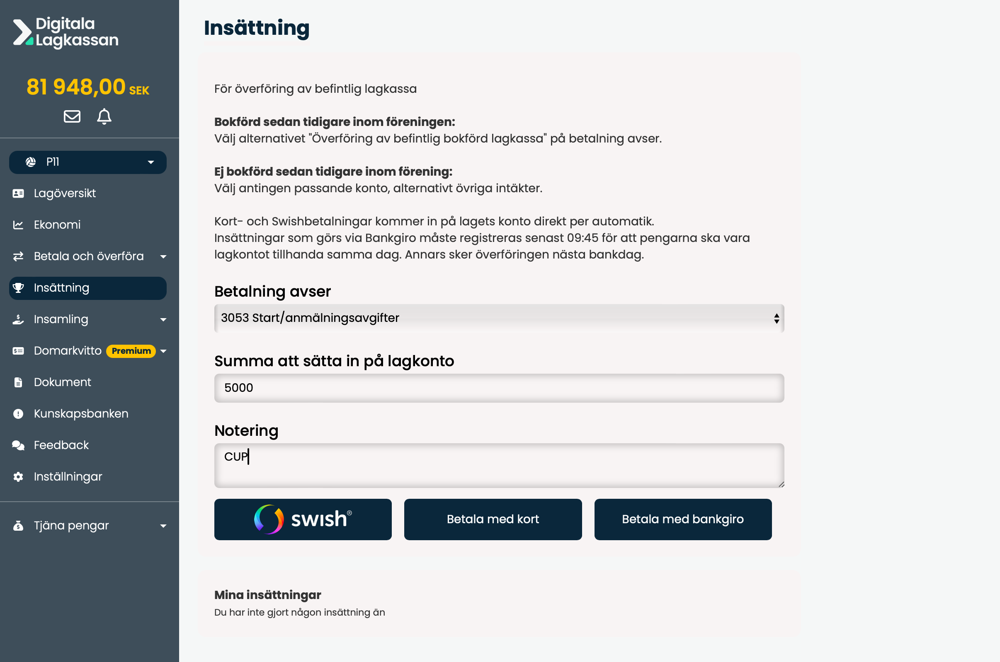 Digitala
Lagkassan
81 948,00 SEK
P11
Lagöversikt
Ekonomi
Betala och överföra
Insättning
Insamling
Domarkvitto Premium
Dokument
Kunskapsbanken
Feedback
Inställningar
Tjäna pengar
Insättning
För överföring av befintlig lagkassa
Bokförd sedan tidigare inom föreningen:
Välj alternativet "Överföring av befintlig bokförd lagkassa" på betalning avser.
Ej bokförd sedan tidigare inom förening:
Välj antingen passande konto, alternativt övriga intäkter.
Kort- och Swishbetalningar kommer in på lagets konto direkt per automatik.
Insättningar som görs via Bankgiro måste registreras senast 09:45 för att pengarna ska vara
lagkontot tillhanda samma dag. Annars sker överföringen nästa bankdag.
Betalning avser
3053 Start/anmälningsavgifter
Summa att sätta in på lagkonto
5000
Notering
CUP
swish®
Betala med kort
Betala med bankgiro
Mina insättningar
Du har inte gjort någon insättning än